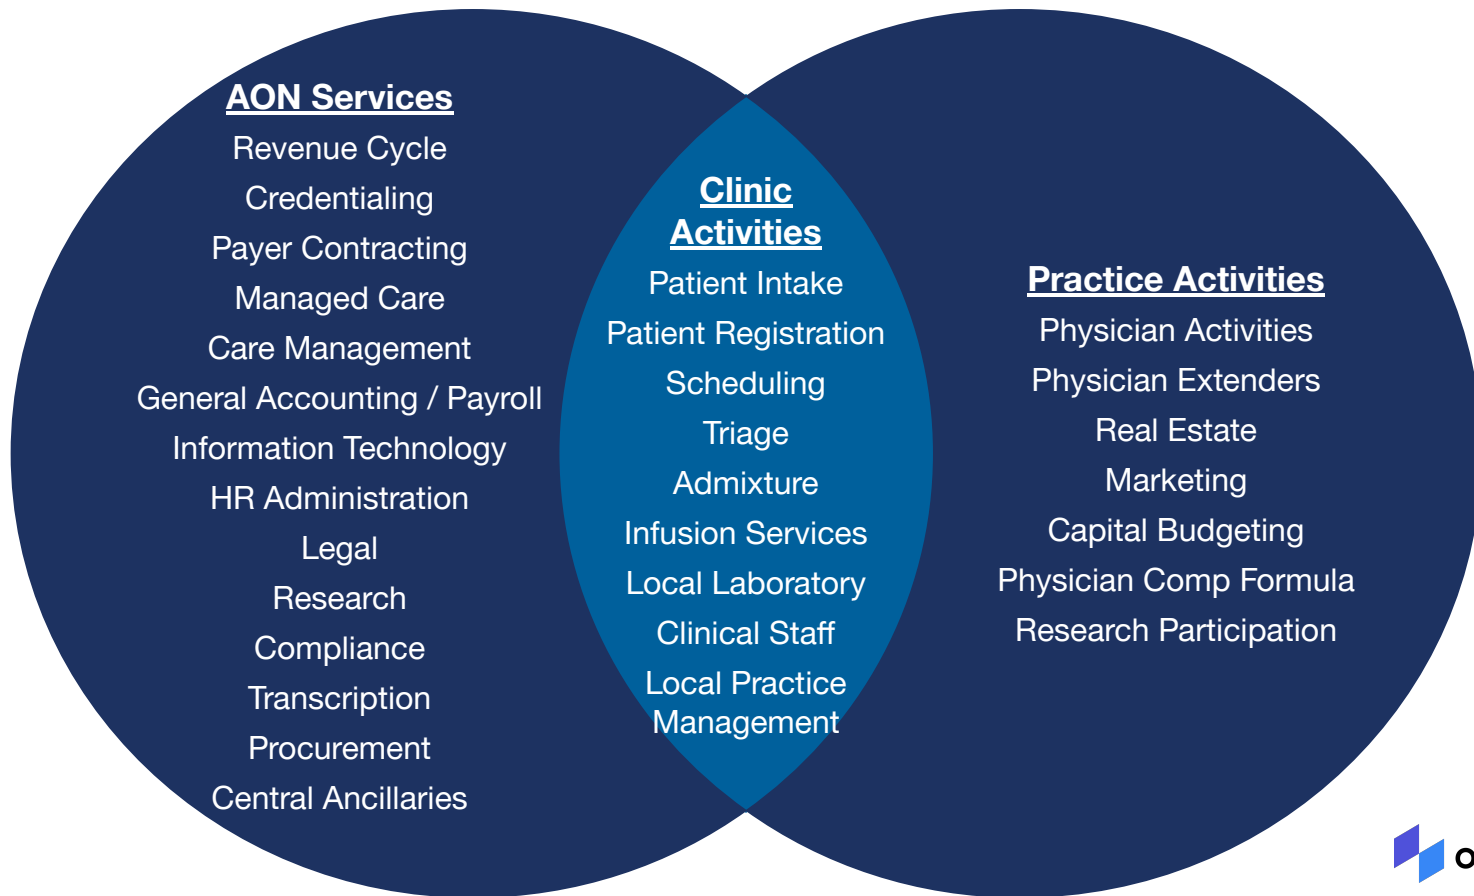 AON Services
Revenue Cycle
Credentialing
Payer Contracting
Managed Care
Care Management
General Accounting / Payroll
Information Technology
HR Administration
Legal
Research
Compliance
Transcription
Procurement
Central Ancillaries
Clinic
Activities
Patient Intake
Patient Registration
Scheduling
Triage
Admixture
Infusion Services
Local Laboratory
Clinical Staff
Local Practice
Management
Practice Activities
Physician Activities
Physician Extenders
Real Estate
Marketing
Capital Budgeting
Physician Comp Formula
Research Participation